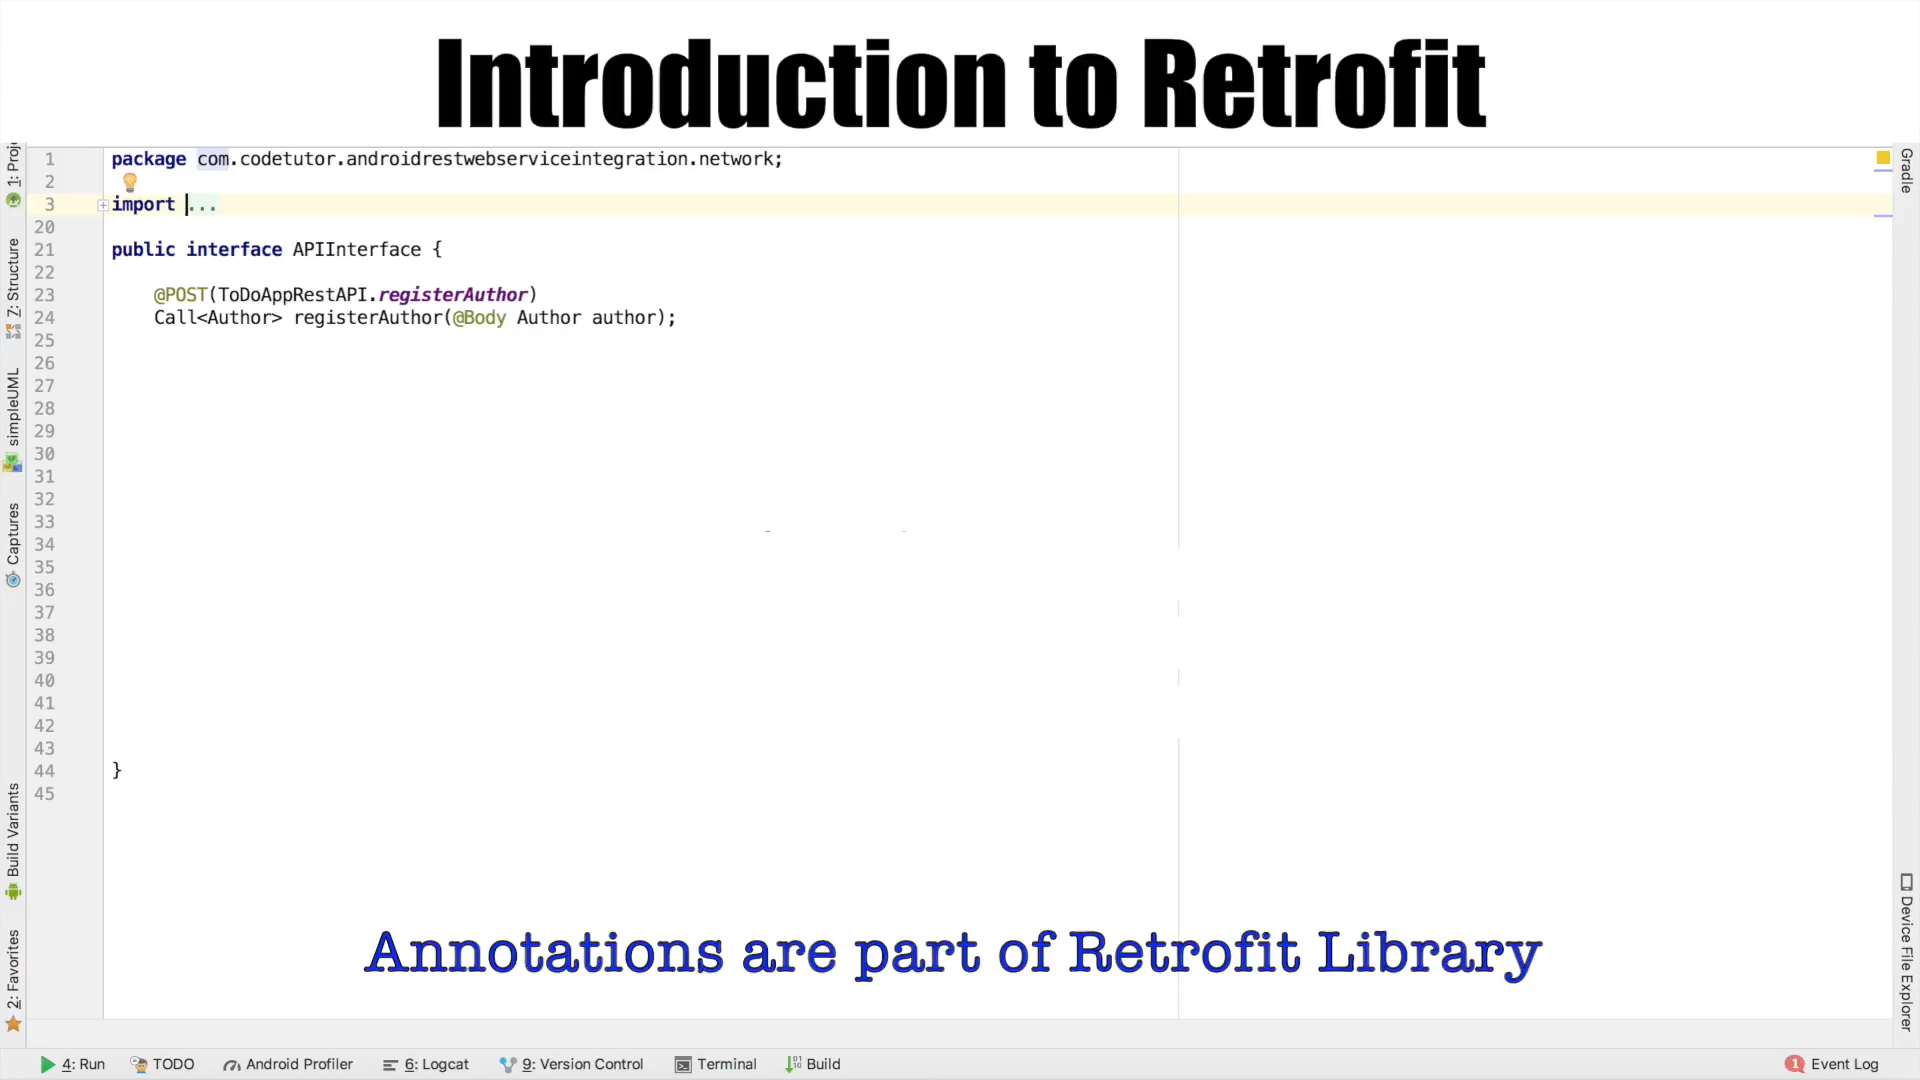 Introduction to Retrofit
1: Proj
Z: Structure
simpleUML
Captures
Build Variants
2: Favorites
1 package com.codetutor.androidrestwebserviceintegration.network;
2
3 import ...
20
21 public interface APIInterface {
22
23 @POST(ToDoAppRestAPI.registerAuthor)
24 Call<Author> registerAuthor(@Body Author author);
25
26
27
28
29
30
31
32
33
34
35
36
37
38
39
40
41
42
43
44 }
45
Gradle
Device File Explorer
Annotations are part of Retrofit Library
4: Run TODO Android Profiler 6: Logcat 9: Version Control Terminal Build 1 Event Log